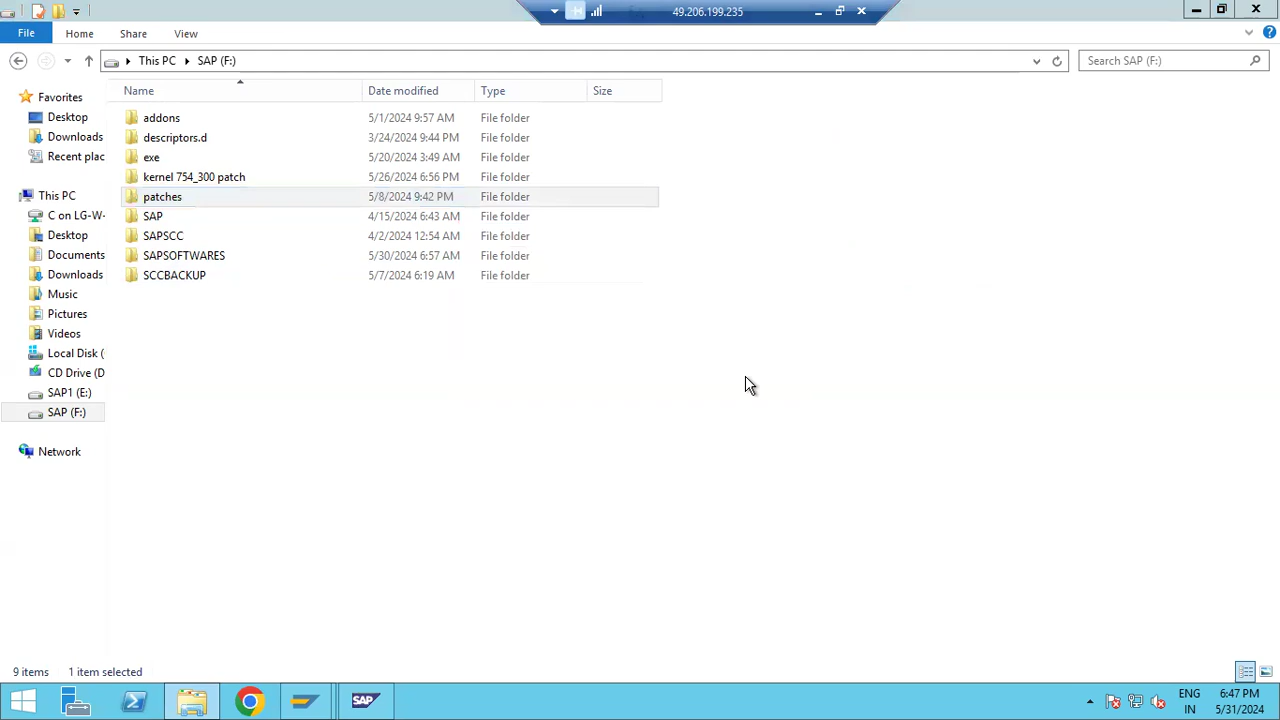 49.206.199.235
File Home Share View
This PC SAP (F:) Search SAP (F:)
Name Date modified Type Size
Favorites
Desktop
Downloads
Recent plac
This PC
C on LG-W-
Desktop
Documents
Downloads
Music
Pictures
Videos
Local Disk (
CD Drive (D
SAP1 (E:)
SAP (F:)
Network
addons 5/1/2024 9:57 AM File folder
descriptors.d 3/24/2024 9:44 PM File folder
exe 5/20/2024 3:49 AM File folder
kernel 754_300 patch 5/26/2024 6:56 PM File folder
patches 5/8/2024 9:42 PM File folder
SAP 4/15/2024 6:43 AM File folder
SAPSCC 4/2/2024 12:54 AM File folder
SAPSOFTWARES 5/30/2024 6:57 AM File folder
SCCBACKUP 5/7/2024 6:19 AM File folder
9 items 1 item selected
SAP
ENG 6:47 PM
IN 5/31/2024